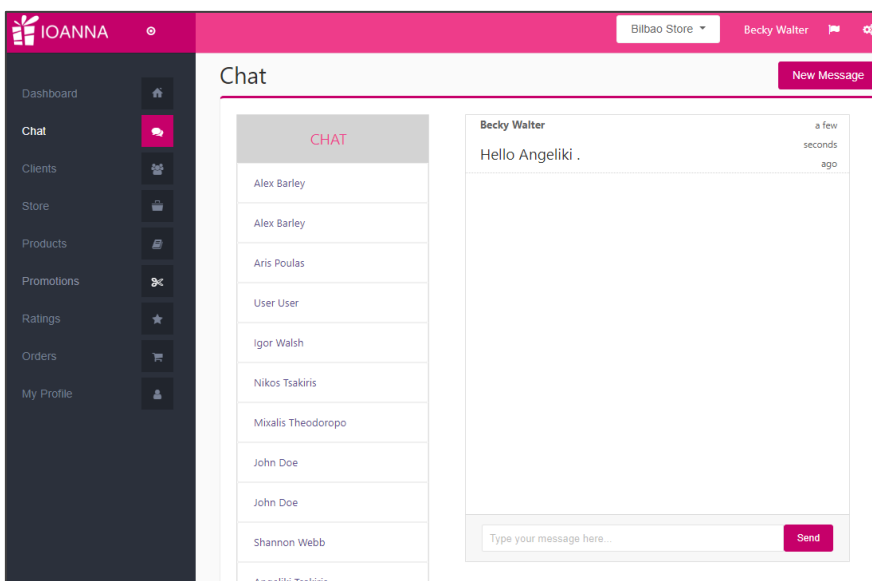 IOANNA
Bilbao Store
Becky Walter
Chat
New Message
Dashboard
Chat
Clients
Store
Products
Promotions
Ratings
Orders
My Profile
CHAT
Alex Barley
Alex Barley
Aris Poulas
User User
Igor Walsh
Nikos Tsakiris
Mixalis Theodoropo
John Doe
John Doe
Shannon Webb
Angeliki Tsakiris
Becky Walter
a few
seconds
ago
Hello Angeliki .
Type your message here...
Send